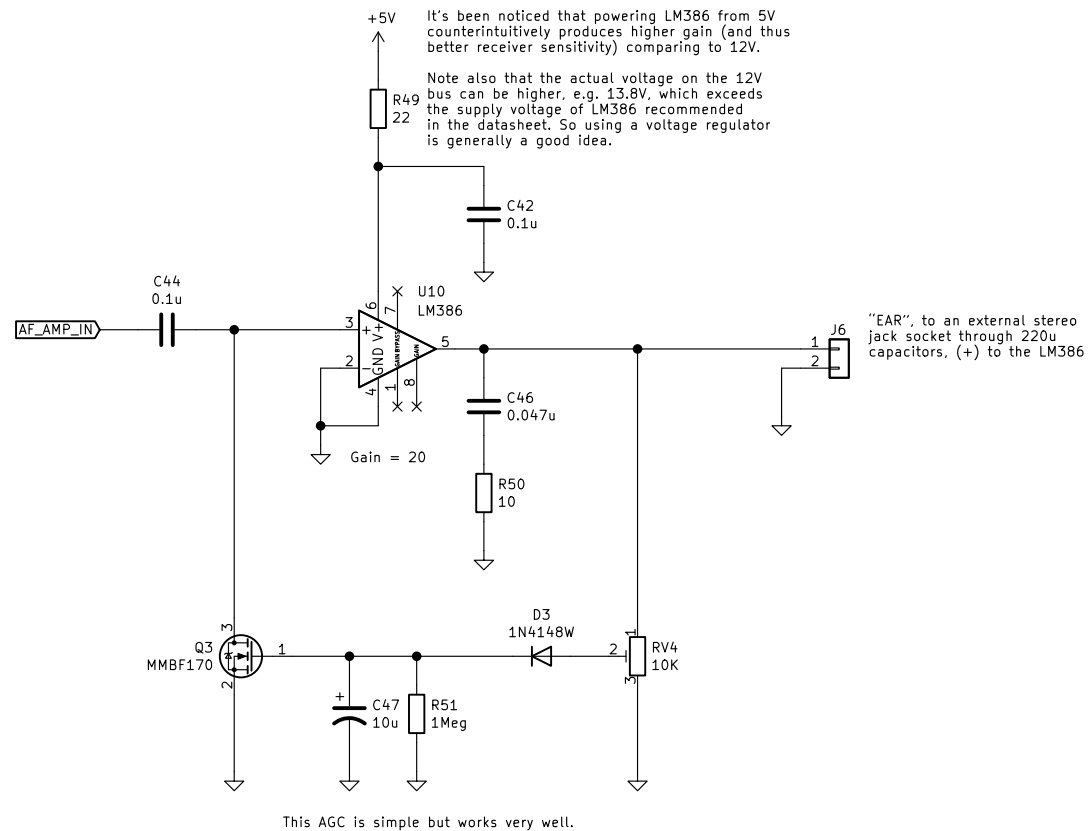 +5V
It's been noticed that powering LM386 from 5V
counterintuitively produces higher gain (and thus
better receiver sensitivity) comparing to 12V.
Note also that the actual voltage on the 12V
bus can be higher, e.g. 13.8V, which exceeds
the supply voltage of LM386 recommended
in the datasheet. So using a voltage regulator
is generally a good idea.
R49
22
C42
0.1u
C44
0.1u
U10
LM386
AF_AMP_IN
3
2
6
7
4
1
8
5
+
V+
GND
−
GAIN BYPASS
GAIN
J6
1
2
"EAR", to an external stereo
jack socket through 220u
capacitors, (+) to the LM386
C46
0.047u
Gain = 20
R50
10
Q3
MMBF170
3
1
2
D3
1N4148W
RV4
10K
1
2
3
+
C47
10u
R51
1Meg
This AGC is simple but works very well.